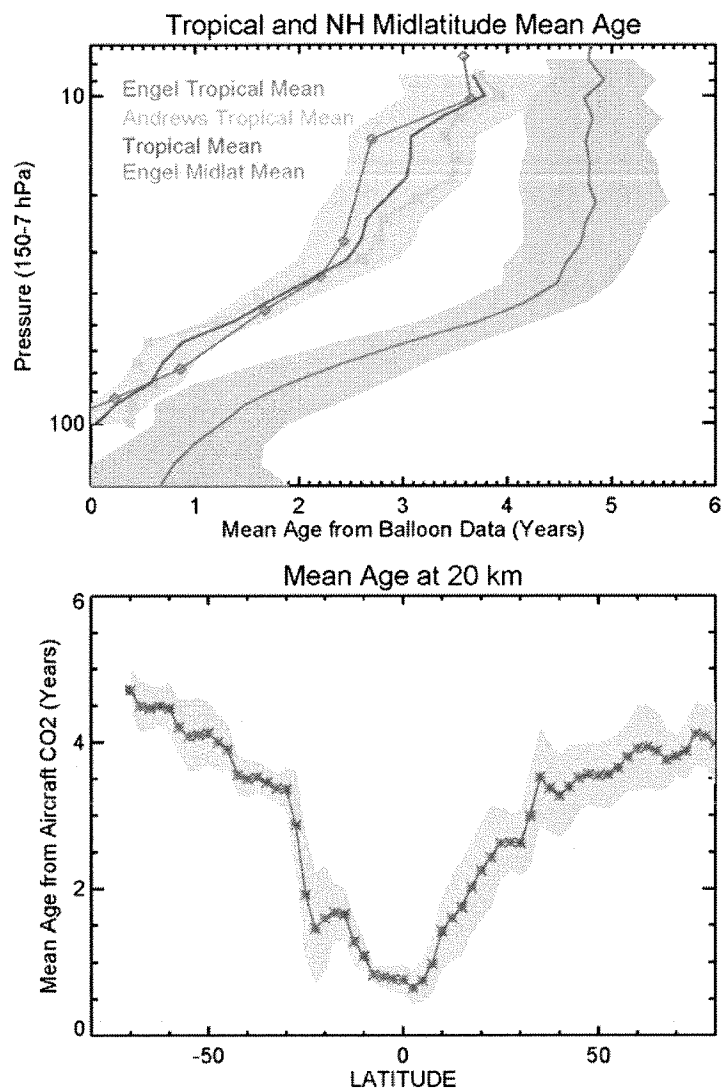 Tropical and NH Midlatitude Mean Age
Engel Tropical Mean
Andrews Tropical Mean
Tropical Mean
Engel Midlat Mean
10
100
Pressure (150-7 hPa)
0 1 2 3 4 5 6
Mean Age from Balloon Data (Years)
Mean Age at 20 km
6
4
2
0
Mean Age from Aircraft CO2 (Years)
-50 0 50
LATITUDE